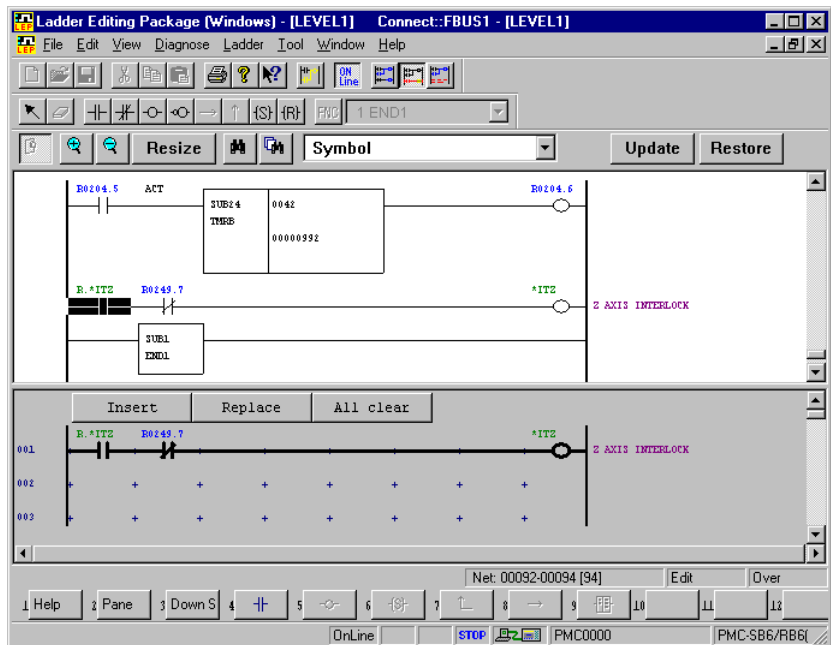 Ladder Editing Package (Windows) - [LEVEL1] Connect::FBUS1 - [LEVEL1]
LEP File Edit View Diagnose Ladder Tool Window Help
ON Line
{S} {R} FNC 1 END1
Resize Symbol Update Restore
R0204.5 ACT R0204.6
SUB24 0042
TMRB
00000992
R.*ITZ R0249.7 *ITZ
Z AXIS INTERLOCK
SUB1
END1
Insert Replace All clear
R.*ITZ R0249.7 *ITZ
001 Z AXIS INTERLOCK
002
003
Net: 00092-00094 [94] Edit Over
1 Help 2 Pane 3 Down S 4 5 6 {S} 7 8 9 10 11 12
OnLine STOP PMC0000 PMC-SB6/RB6(